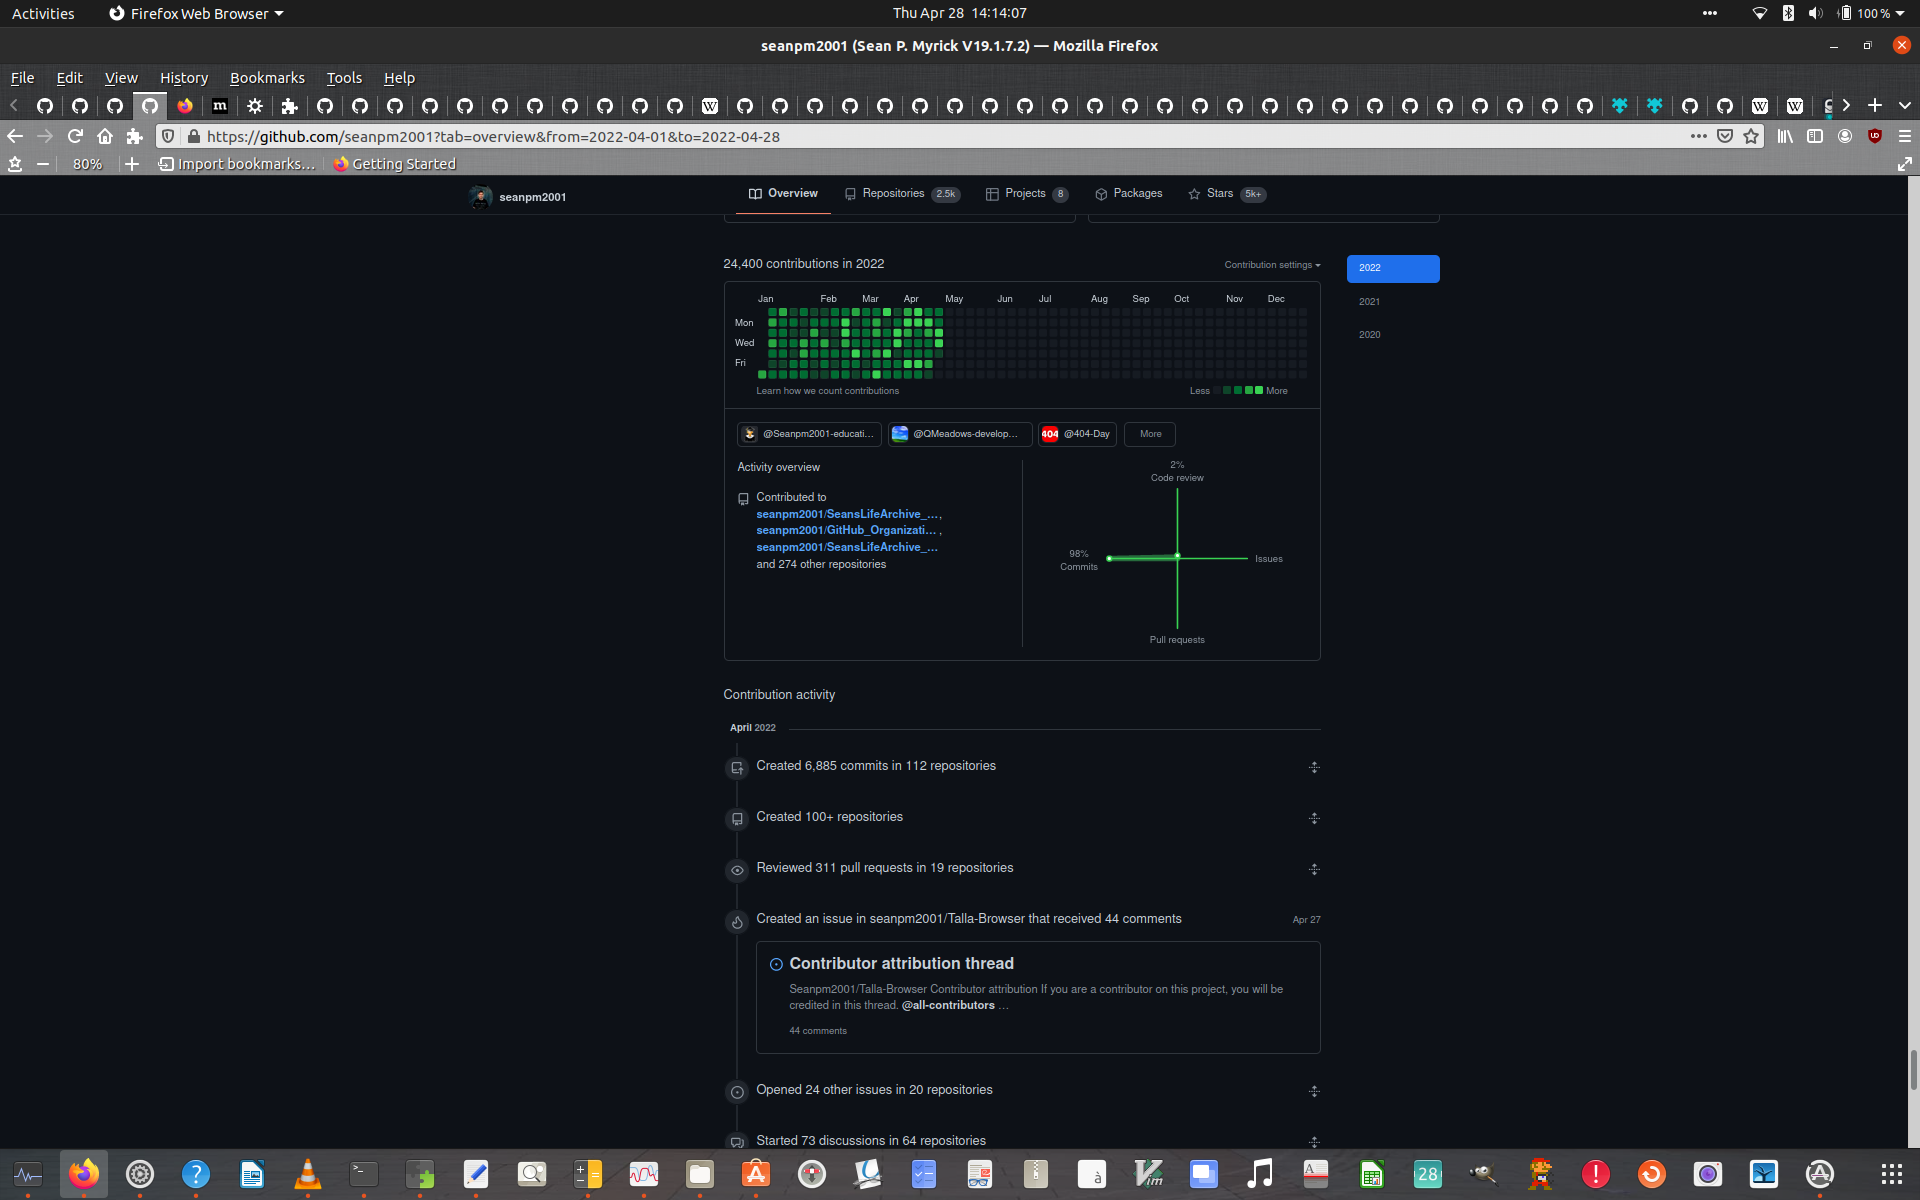 Activities
Firefox Web Browser
Thu Apr 28 14:14:07
100 %
seanpm2001 (Sean P. Myrick V19.1.7.2) — Mozilla Firefox
File Edit View History Bookmarks Tools Help
https://github.com/seanpm2001?tab=overview&from=2022-04-01&to=2022-04-28
80%
Import bookmarks...
Getting Started
seanpm2001
Overview
Repositories 2.5k
Projects 8
Packages
Stars 5k+
24,400 contributions in 2022
Contribution settings
2022
2021
2020
Jan Feb Mar Apr May Jun Jul Aug Sep Oct Nov Dec
Mon
Wed
Fri
Learn how we count contributions
Less More
@Seanpm2001-educati...
@QMeadows-develop...
404 @404-Day
More
Activity overview
Contributed to
seanpm2001/SeansLifeArchive_...,
seanpm2001/GitHub_Organizati... ,
seanpm2001/SeansLifeArchive_...
and 274 other repositories
2%
Code review
98%
Commits
Issues
Pull requests
Contribution activity
April 2022
Created 6,885 commits in 112 repositories
Created 100+ repositories
Reviewed 311 pull requests in 19 repositories
Created an issue in seanpm2001/Talla-Browser that received 44 comments
Apr 27
Contributor attribution thread
Seanpm2001/Talla-Browser Contributor attribution If you are a contributor on this project, you will be
credited in this thread. @all-contributors ...
44 comments
Opened 24 other issues in 20 repositories
Started 73 discussions in 64 repositories
28